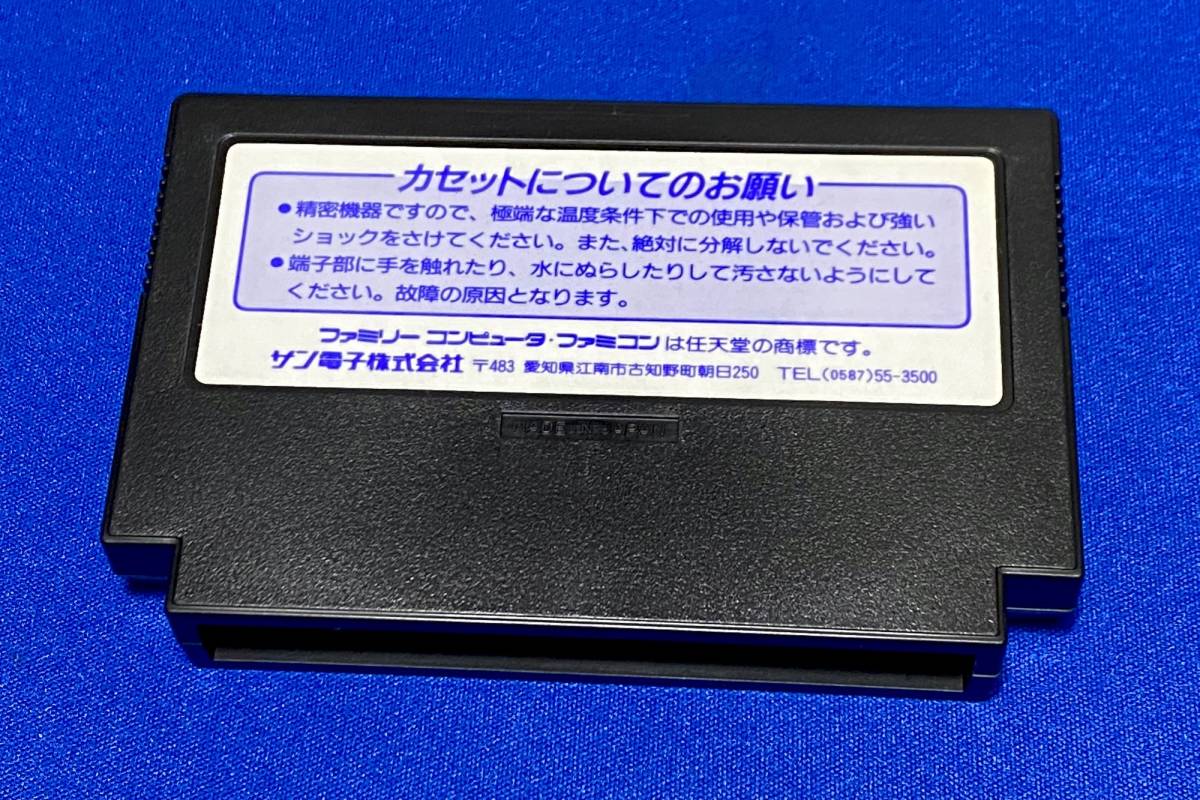 カセットについてのお願い
●精密機器ですので、極端な温度条件下での使用や保管および強い
ショックをさけてください。また、絶対に分解しないでください。
●端子部に手を触れたり、水にぬらしたりして汚さないようにして
ください。故障の原因となります。
ファミリー コンピュータ・ファミコンは任天堂の商標です。
サン電子株式会社 〒483 愛知県江南市古知野町朝日250 TEL(0587)55-3500
MADE IN JAPAN